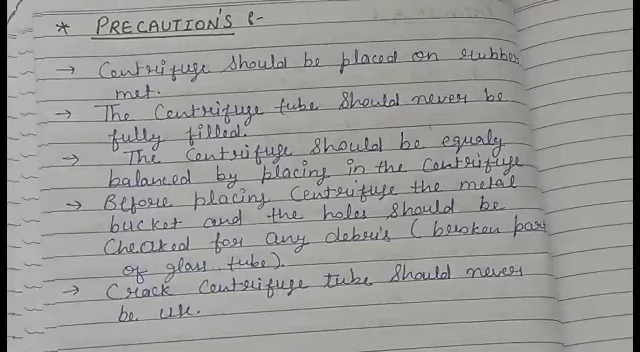 * PRECAUTION'S :-
→ Centrifuge should be placed on rubber
met.
→ The Centrifuge tube should never be
fully filled.
→ The Centrifuge should be equaly
balanced by placing in the Centrifuge
→ Before placing Centrifuge the metal
bucket and the holes should be
Cheaked for any debris (broken part
of glass tube).
→ Crack Centrifuge tube should never
be use.